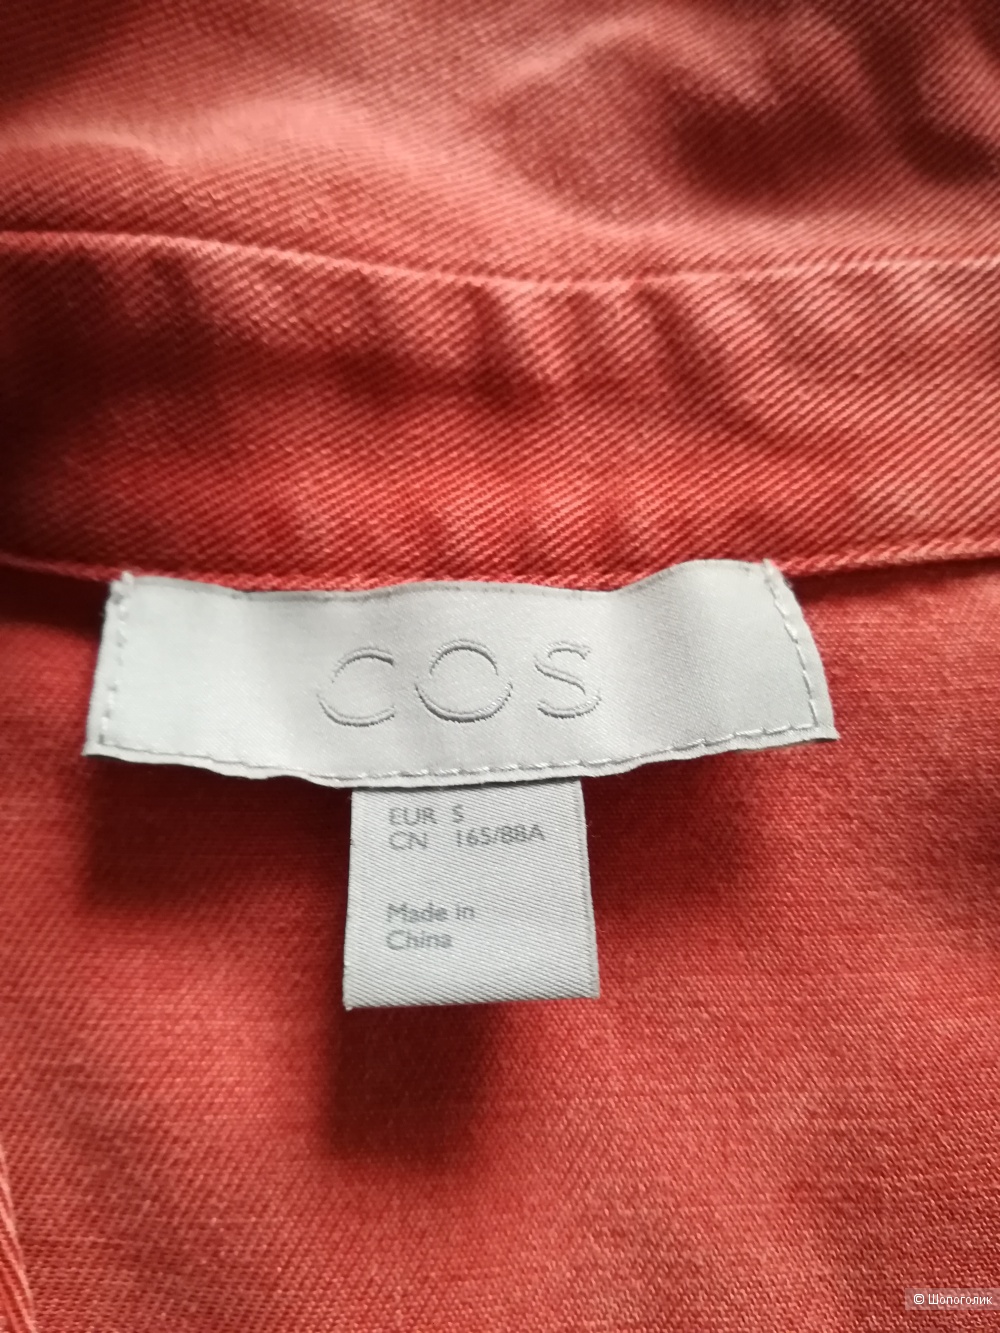 COS
EUR S
CN 165/88A
Made in
China
© Шопоголик